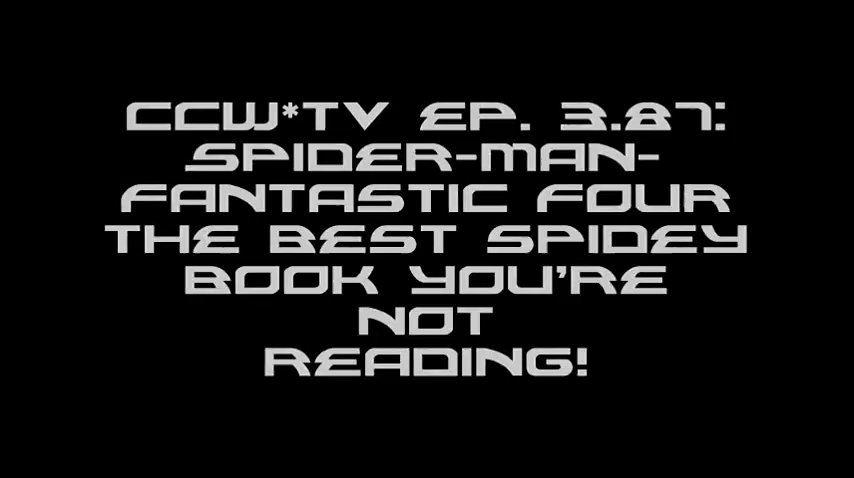 CCW*TV EP. 3.87:
SPIDER-MAN-
FANTASTIC FOUR
THE BEST SPIDEY
BOOK YOU'RE
NOT
READING!